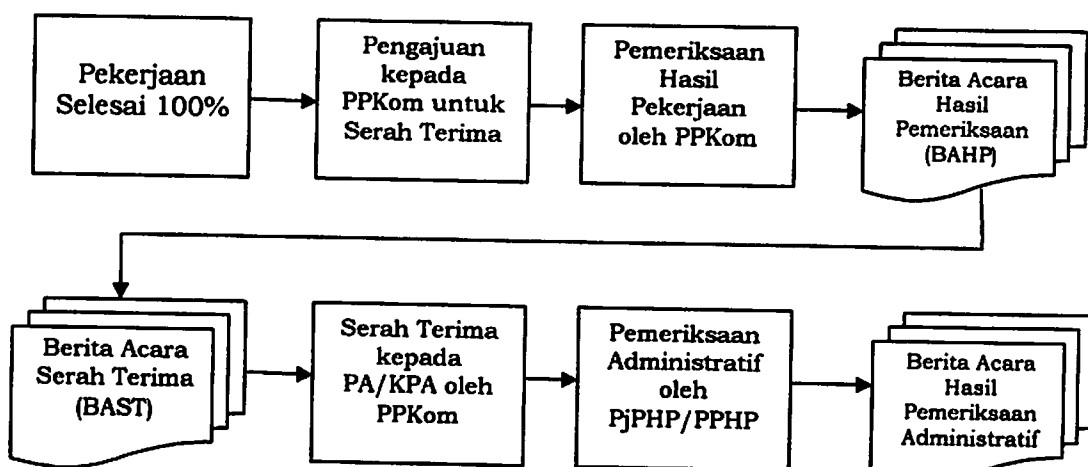 Pekerjaan
Selesai 100%
Pengajuan
kepada
PPKom untuk
Serah Terima
Pemeriksaan
Hasil
Pekerjaan
oleh PPKom
Berita Acara
Hasil
Pemeriksaan
(BAHP)
Berita Acara
Serah Terima
(BAST)
Serah Terima
kepada
PA/KPA oleh
PPKom
Pemeriksaan
Administratif
oleh
PjPHP/PPHP
Berita Acara
Hasil
Pemeriksaan
Administratif